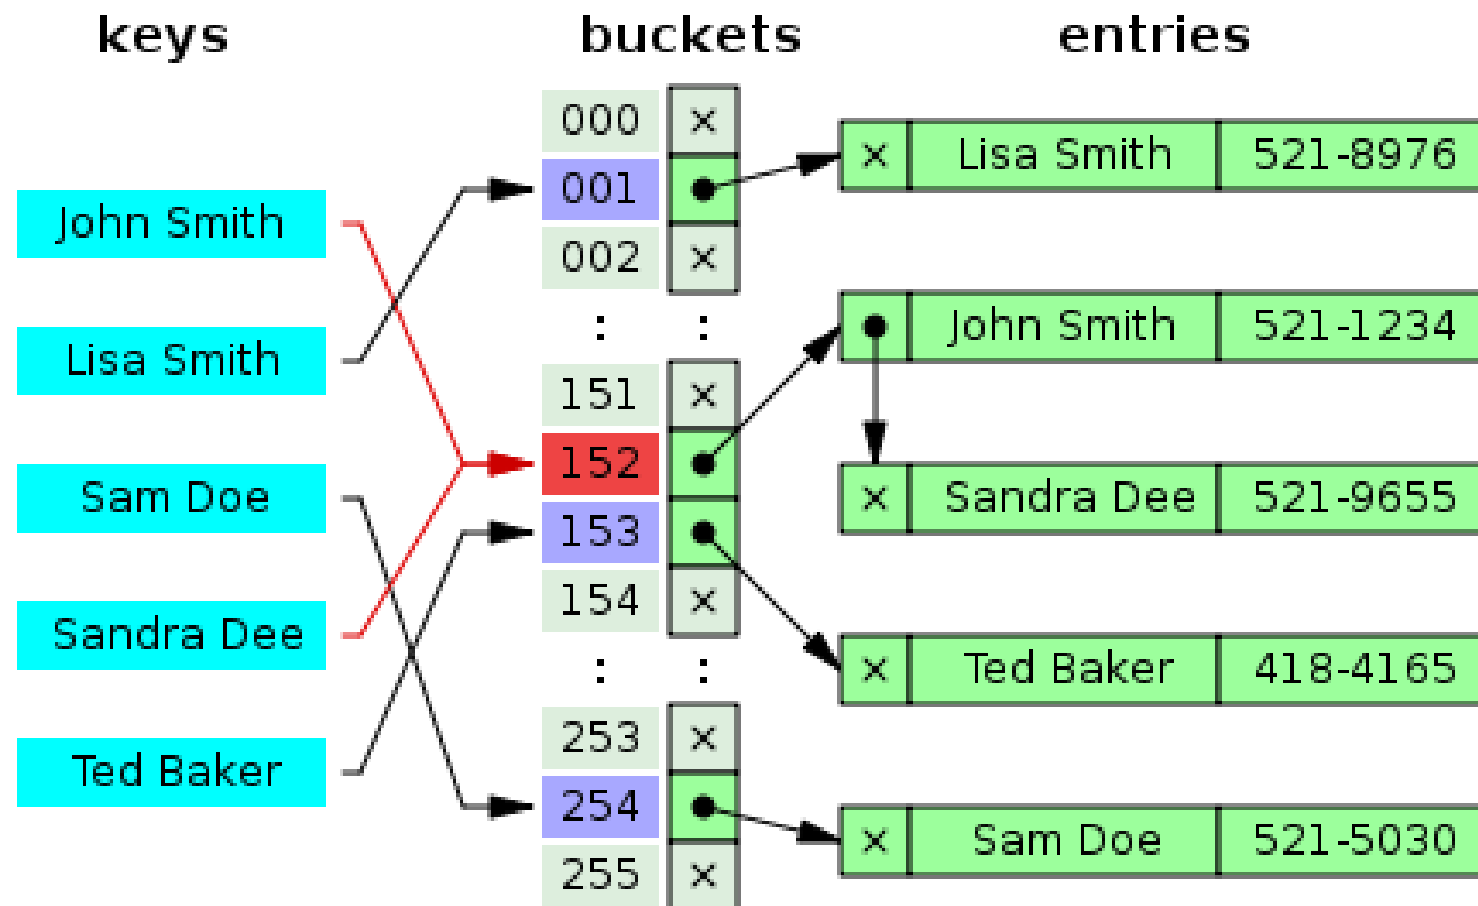 keys
buckets
entries
John Smith
Lisa Smith
Sam Doe
Sandra Dee
Ted Baker
000 ×
001
002 ×
: :
151 ×
152
153
154 ×
: :
253 ×
254
255 ×
× Lisa Smith 521-8976
John Smith 521-1234
× Sandra Dee 521-9655
× Ted Baker 418-4165
× Sam Doe 521-5030